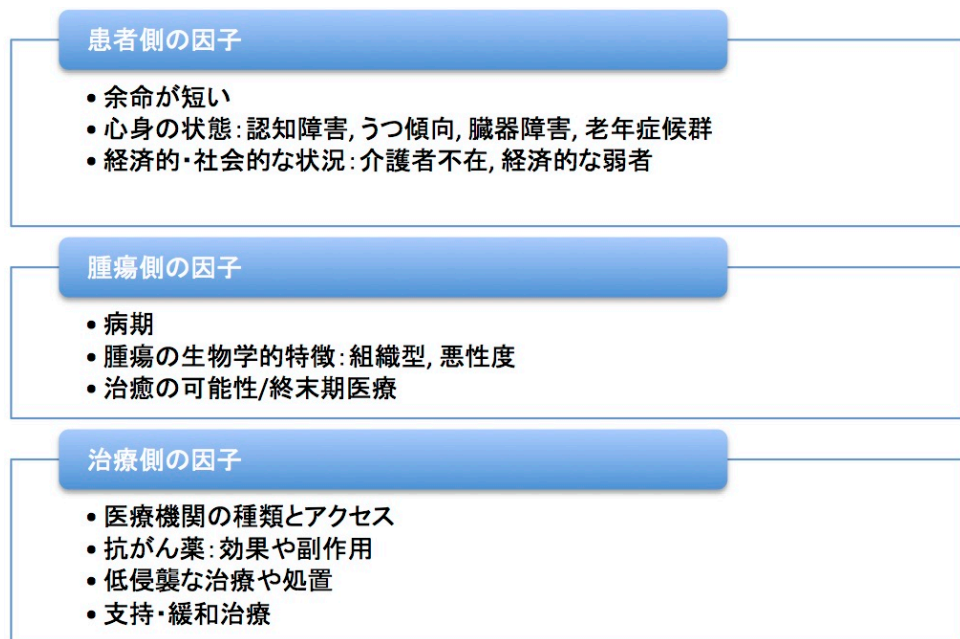 患者側の因子
• 余命が短い
• 心身の状態:認知障害, うつ傾向, 臓器障害, 老年症候群
• 経済的・社会的な状況:介護者不在, 経済的な弱者
腫瘍側の因子
• 病期
• 腫瘍の生物学的特徴:組織型, 悪性度
• 治癒の可能性/終末期医療
治療側の因子
• 医療機関の種類とアクセス
• 抗がん薬:効果や副作用
• 低侵襲な治療や処置
• 支持・緩和治療